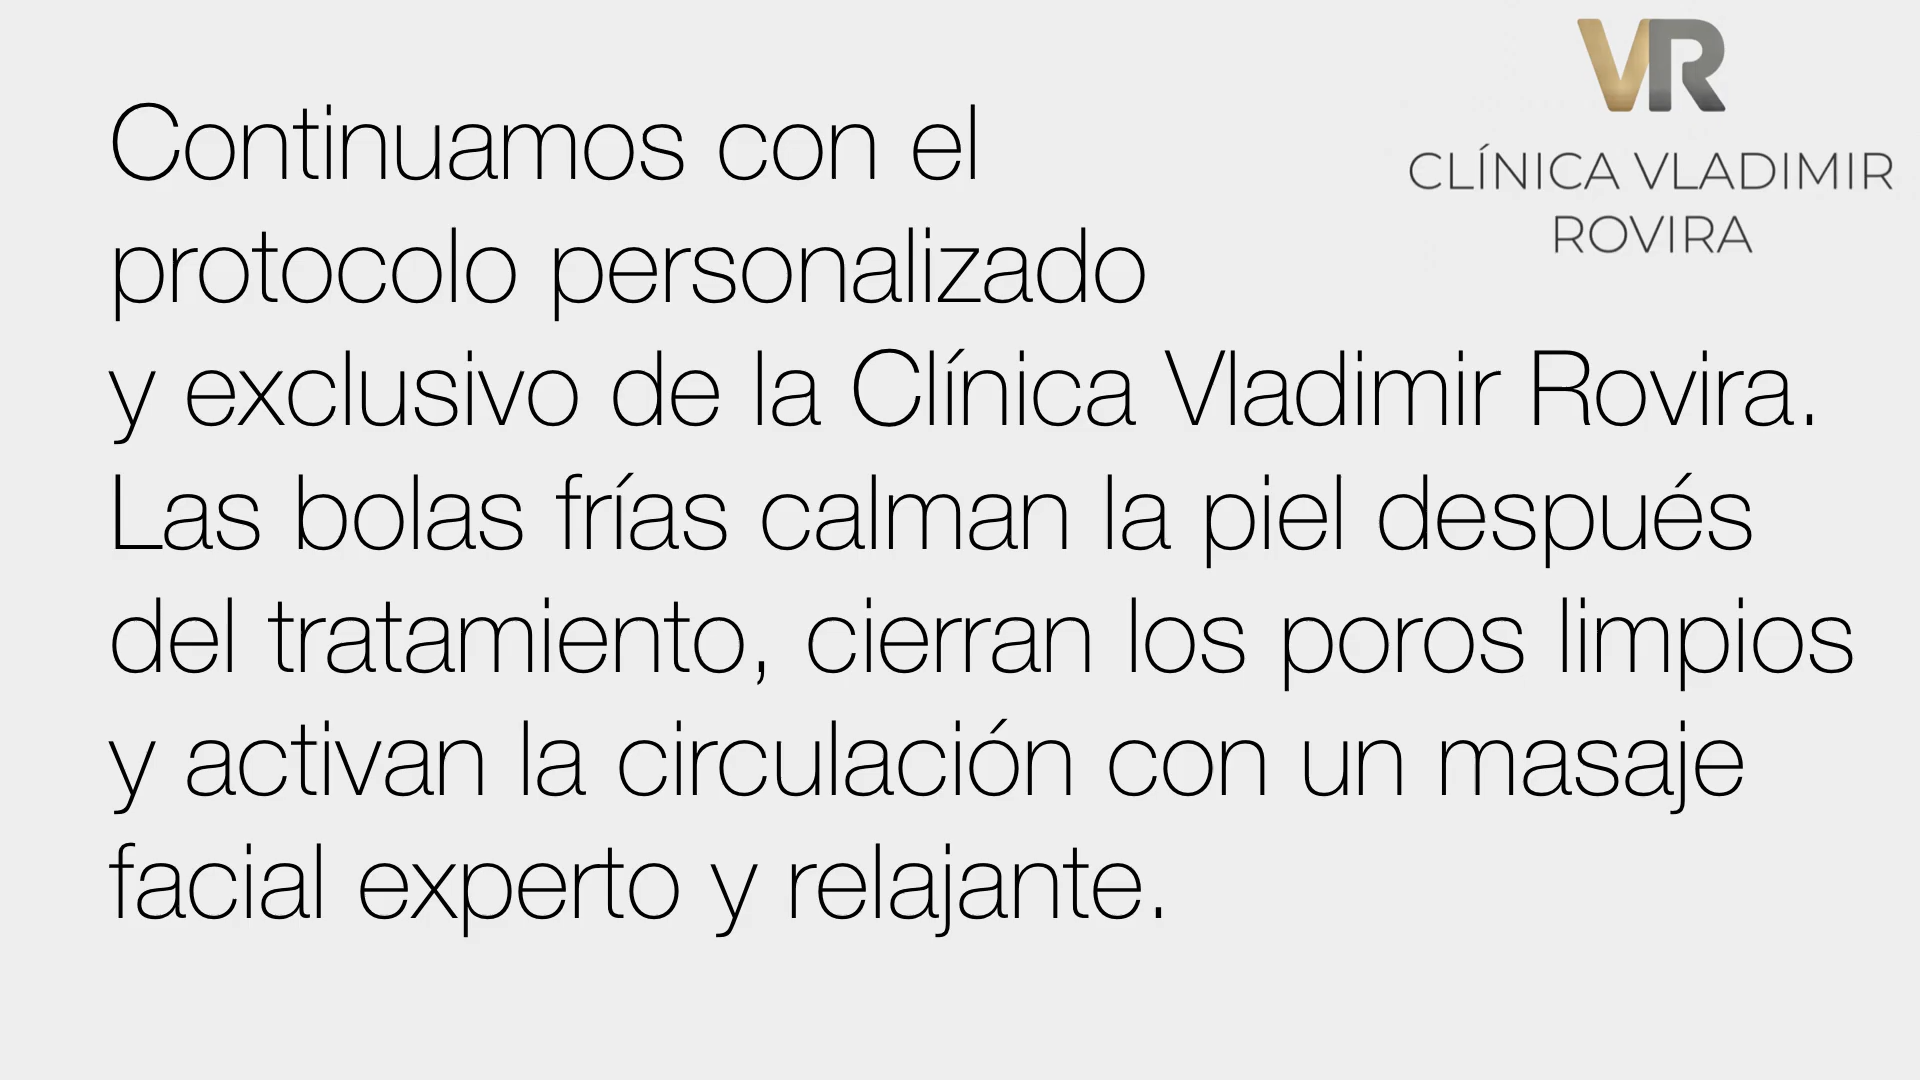 VR
CLÍNICA VLADIMIR
ROVIRA
Continuamos con el
protocolo personalizado
y exclusivo de la Clínica Vladimir Rovira.
Las bolas frías calman la piel después
del tratamiento, cierran los poros limpios
y activan la circulación con un masaje
facial experto y relajante.